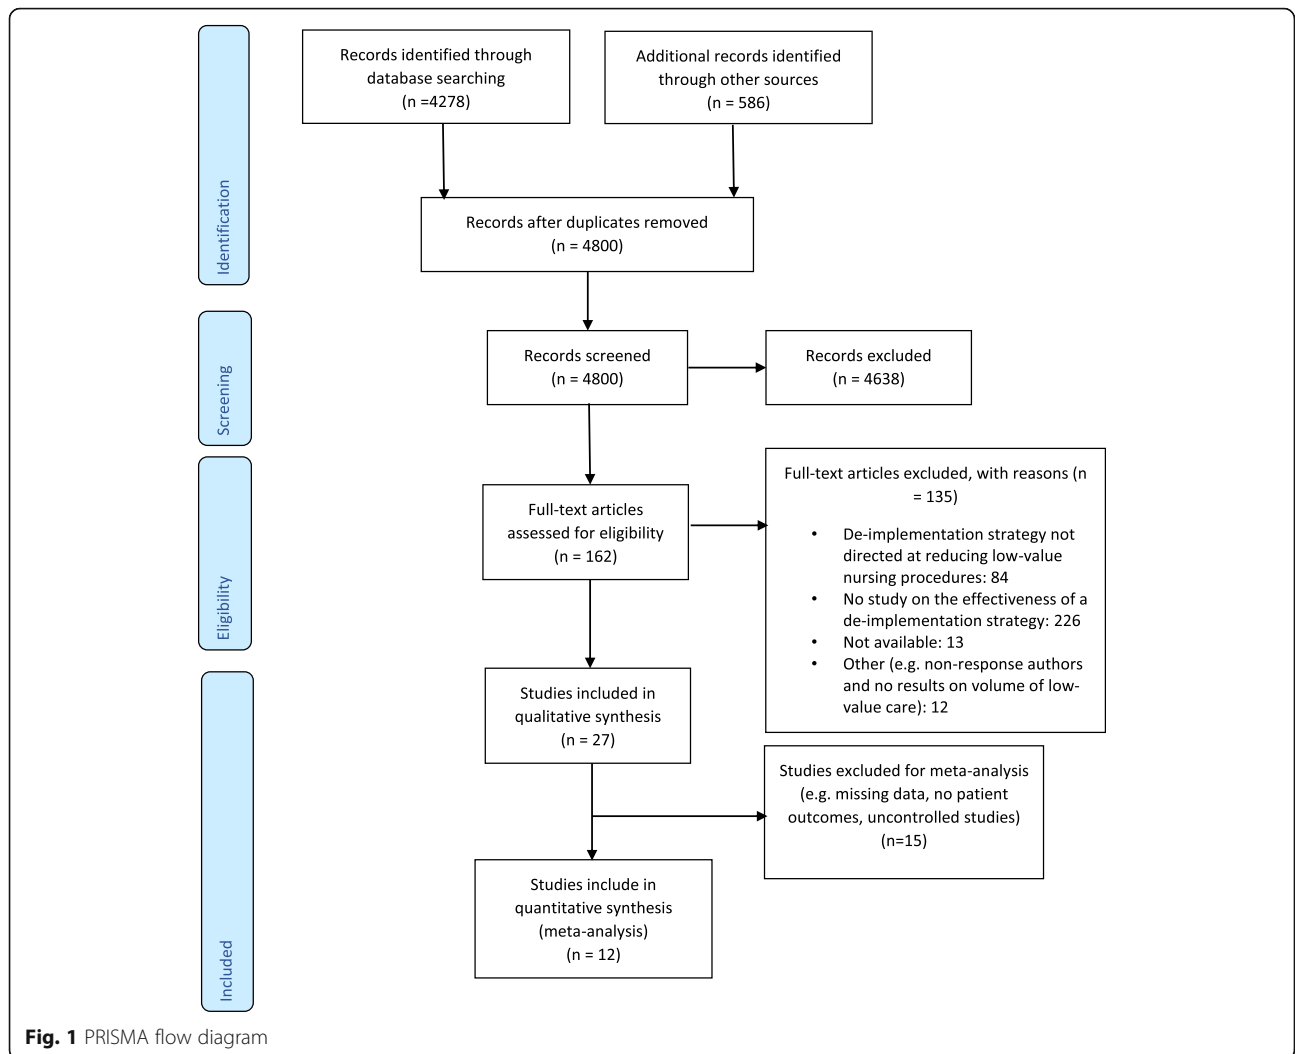 Records identified through
database searching
(n =4278)
Additional records identified
through other sources
(n = 586)
Identification
Records after duplicates removed
(n = 4800)
Screening
Records screened
(n = 4800)
Records excluded
(n = 4638)
Eligibility
Full-text articles
assessed for eligibility
(n = 162)
Full-text articles excluded, with reasons (n
= 135)
• De-implementation strategy not
directed at reducing low-value
nursing procedures: 84
• No study on the effectiveness of a
de-implementation strategy: 226
• Not available: 13
• Other (e.g. non-response authors
and no results on volume of low-
value care): 12
Included
Studies included in
qualitative synthesis
(n = 27)
Studies excluded for meta-analysis
(e.g. missing data, no patient
outcomes, uncontrolled studies)
(n=15)
Studies include in
quantitative synthesis
(meta-analysis)
(n = 12)
Fig. 1 PRISMA flow diagram